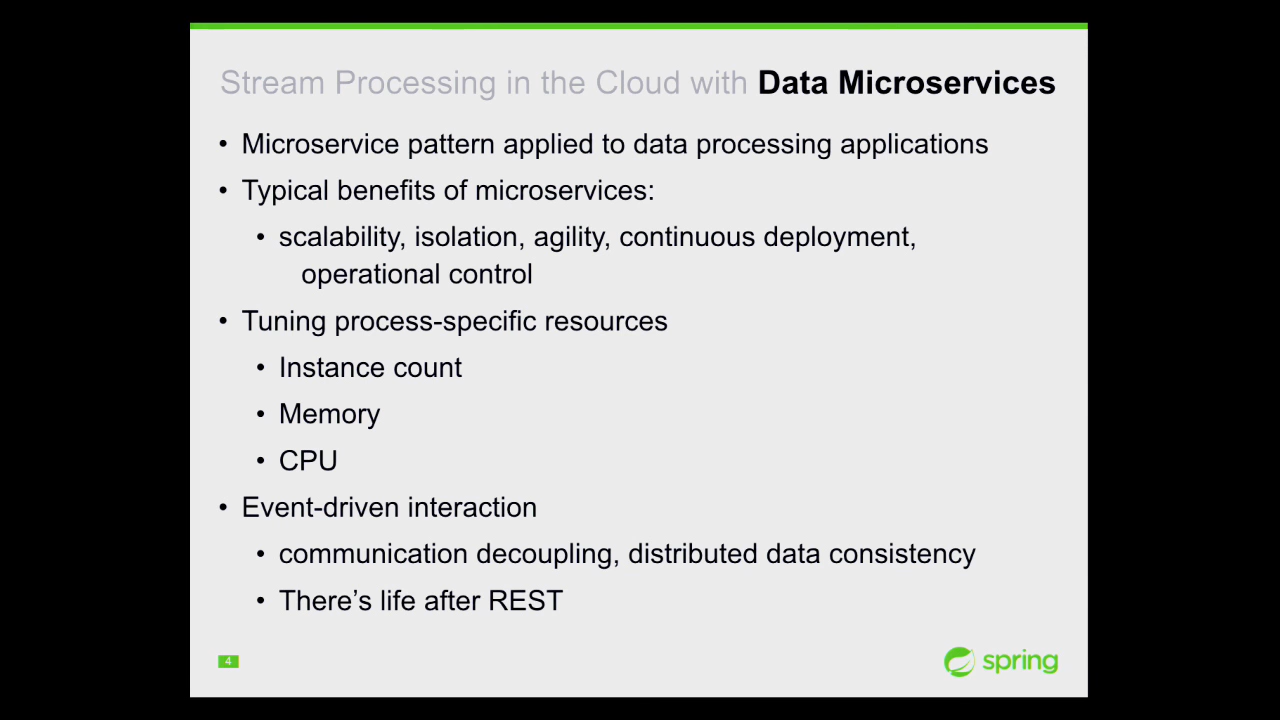 Stream Processing in the Cloud with Data Microservices
• Microservice pattern applied to data processing applications
• Typical benefits of microservices:
• scalability, isolation, agility, continuous deployment,
operational control
• Tuning process-specific resources
• Instance count
• Memory
• CPU
• Event-driven interaction
• communication decoupling, distributed data consistency
• There’s life after REST
4
spring